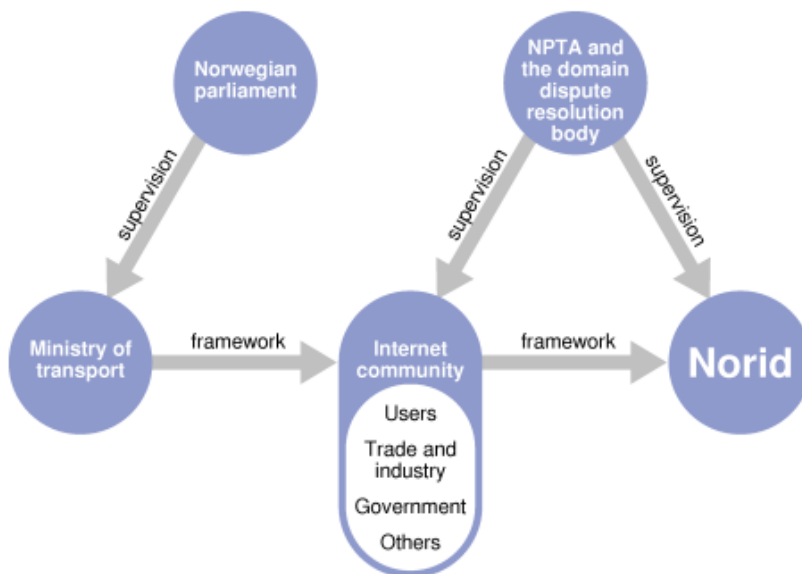 Norwegian
parliament
NPTA and
the domain
dispute
resolution
body
supervision
supervision
supervision
Ministry of
transport
framework
Internet
community
framework
Norid
Users
Trade and
industry
Government
Others